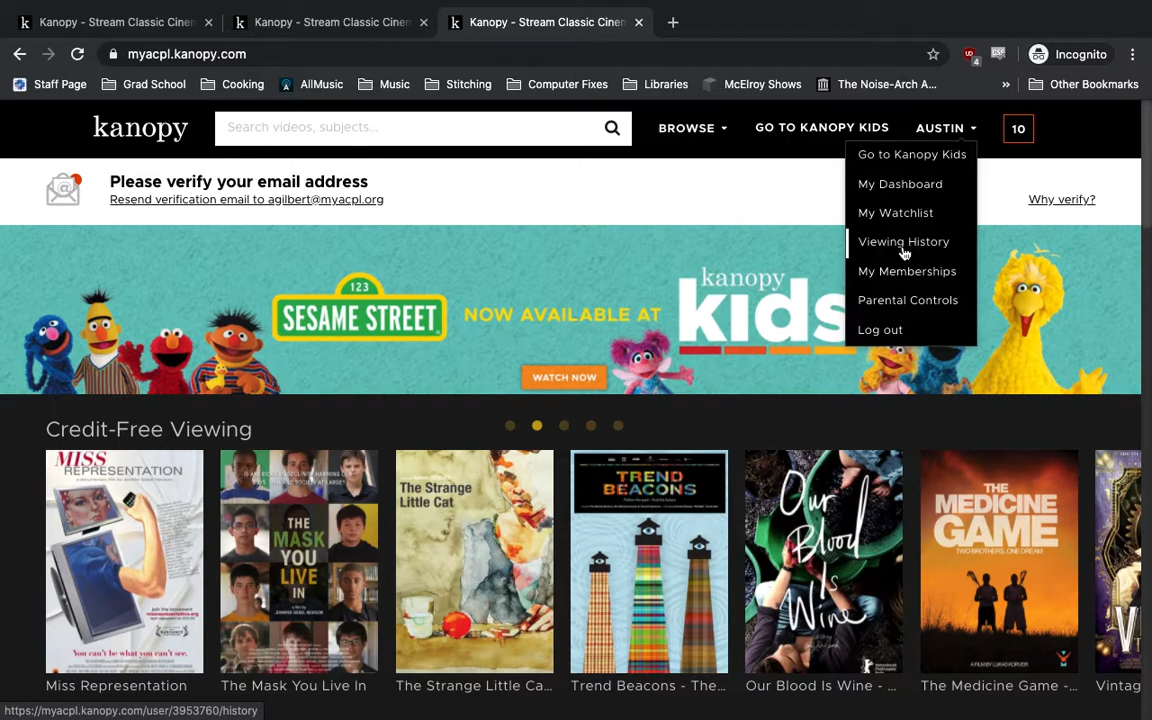 Kanopy - Stream Classic Cinem
Kanopy - Stream Classic Cinem
Kanopy - Stream Classic Cinem
myacpl.kanopy.com
4
Incognito
Staff Page
Grad School
Cooking
AllMusic
Music
Stitching
Computer Fixes
Libraries
McElroy Shows
The Noise-Arch A...
»
Other Bookmarks
kanopy
Search videos, subjects...
BROWSE
GO TO KANOPY KIDS
AUSTIN
10
Go to Kanopy Kids
My Dashboard
My Watchlist
Viewing History
My Memberships
Parental Controls
Log out
Please verify your email address
Resend verification email to agilbert@myacpl.org
Why verify?
123
SESAME STREET
NOW AVAILABLE AT
kanopy
kids
WATCH NOW
Credit-Free Viewing
MISS
REPRESENTATION
You can't be what you can't see.
THE
MASK
YOU
LIVE
IN
The Strange
Little Cat
TREND
BEACONS
Our
Blood
Is
Wine
THE
MEDICINE
GAME
TWO BROTHERS. ONE DREAM.
A FILM BY LUKAS KORVER
Miss Representation
The Mask You Live In
The Strange Little Ca...
Trend Beacons - The...
Our Blood Is Wine - ...
The Medicine Game -...
Vintag
https://myacpl.kanopy.com/user/3953760/history